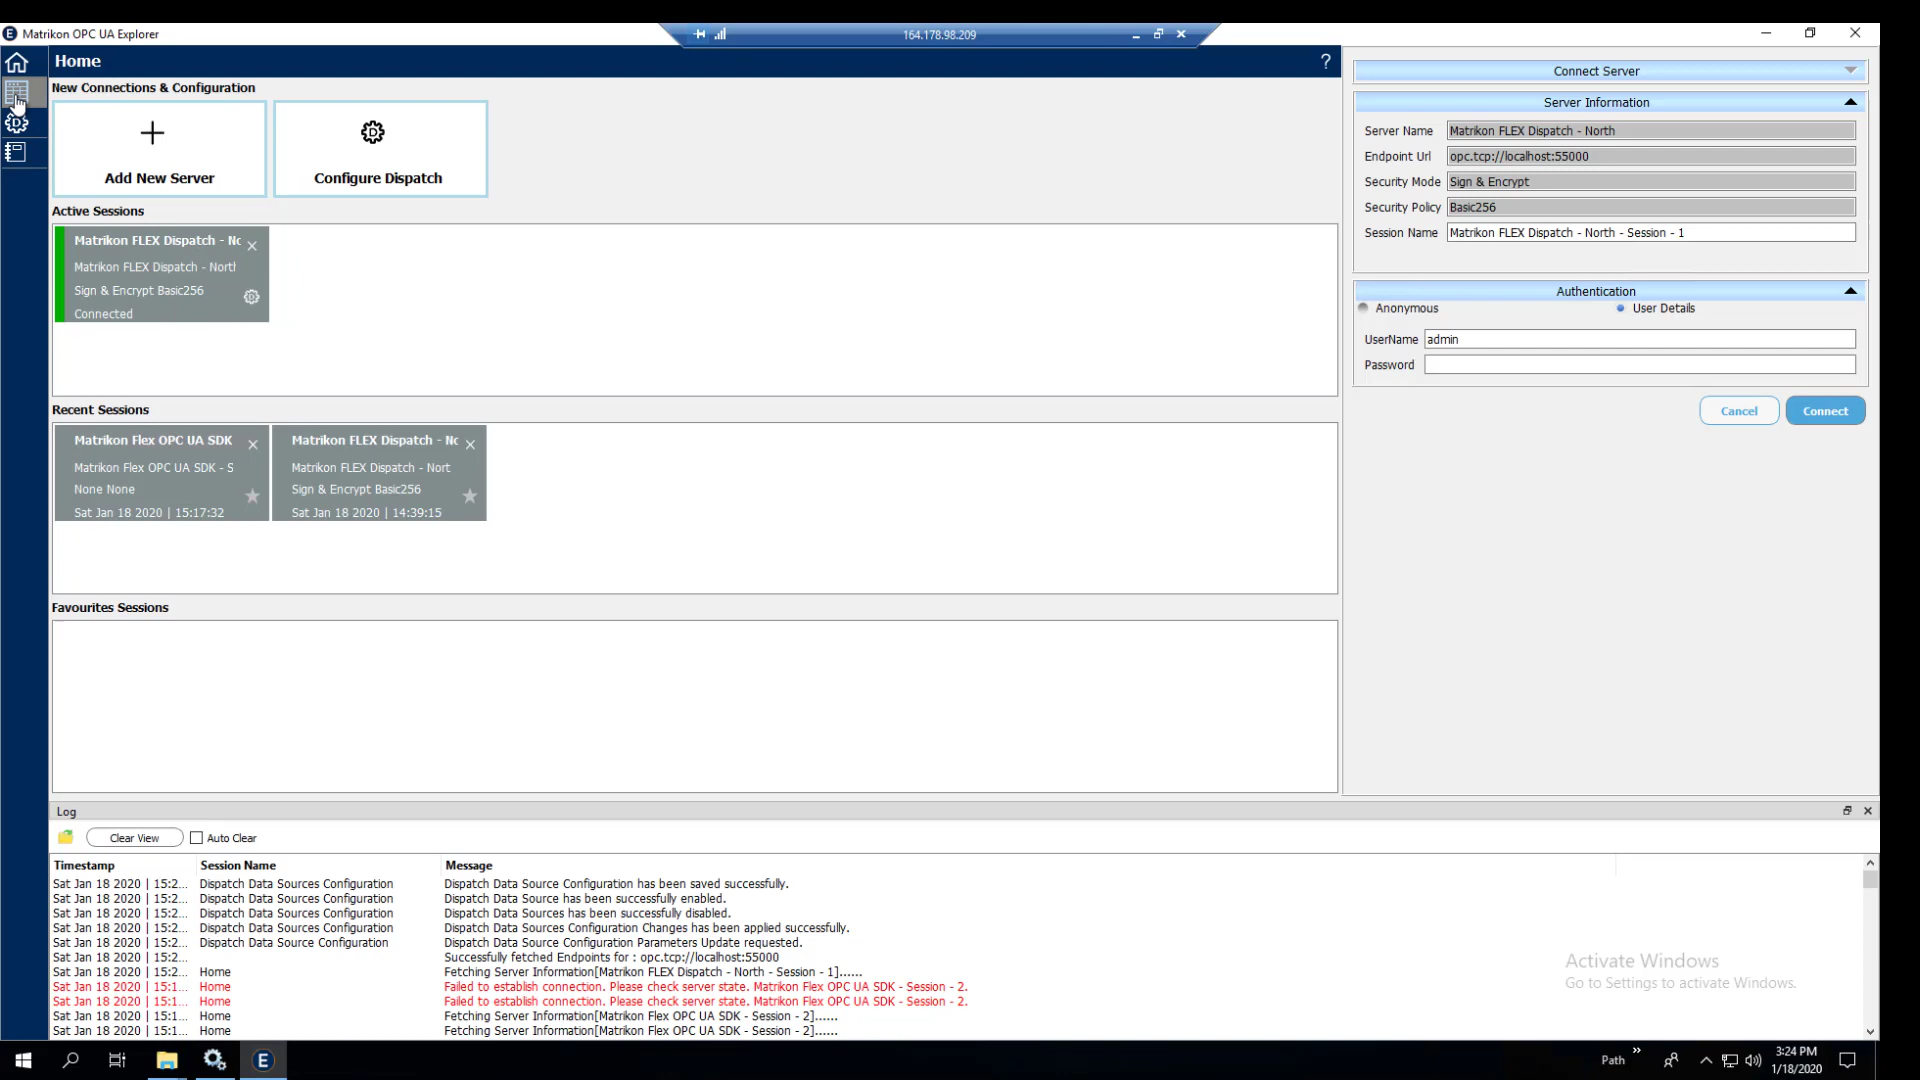 Matrikon OPC UA Explorer
164.178.98.209
Home
?
New Connections & Configuration
Add New Server
Configure Dispatch
Active Sessions
Matrikon FLEX Dispatch - Nc
Matrikon FLEX Dispatch - Nortl
Sign & Encrypt Basic256
Connected
Recent Sessions
Matrikon Flex OPC UA SDK
Matrikon Flex OPC UA SDK - S
None None
Sat Jan 18 2020 | 15:17:32
Matrikon FLEX Dispatch - Nc
Matrikon FLEX Dispatch - Nort
Sign & Encrypt Basic256
Sat Jan 18 2020 | 14:39:15
Favourites Sessions
Connect Server
Server Information
Server Name Matrikon FLEX Dispatch - North
Endpoint Url opc.tcp://localhost:55000
Security Mode Sign & Encrypt
Security Policy Basic256
Session Name Matrikon FLEX Dispatch - North - Session - 1
Authentication
Anonymous User Details
UserName admin
Password
Cancel Connect
Log
Clear View Auto Clear
Timestamp Session Name Message
Sat Jan 18 2020 | 15:2... Dispatch Data Sources Configuration Dispatch Data Source Configuration has been saved successfully.
Sat Jan 18 2020 | 15:2... Dispatch Data Sources Configuration Dispatch Data Source has been successfully enabled.
Sat Jan 18 2020 | 15:2... Dispatch Data Sources Configuration Dispatch Data Sources has been successfully disabled.
Sat Jan 18 2020 | 15:2... Dispatch Data Sources Configuration Dispatch Data Sources Configuration Changes has been applied successfully.
Sat Jan 18 2020 | 15:2... Dispatch Data Source Configuration Dispatch Data Source Configuration Parameters Update requested.
Sat Jan 18 2020 | 15:2... Successfully fetched Endpoints for : opc.tcp://localhost:55000
Sat Jan 18 2020 | 15:2... Home Fetching Server Information[Matrikon FLEX Dispatch - North - Session - 1]......
Sat Jan 18 2020 | 15:1... Home Failed to establish connection. Please check server state. Matrikon Flex OPC UA SDK - Session - 2.
Sat Jan 18 2020 | 15:1... Home Failed to establish connection. Please check server state. Matrikon Flex OPC UA SDK - Session - 2.
Sat Jan 18 2020 | 15:1... Home Fetching Server Information[Matrikon Flex OPC UA SDK - Session - 2]......
Sat Jan 18 2020 | 15:1... Home Fetching Server Information[Matrikon Flex OPC UA SDK - Session - 2]......
Activate Windows
Go to Settings to activate Windows.
Path
3:24 PM
1/18/2020